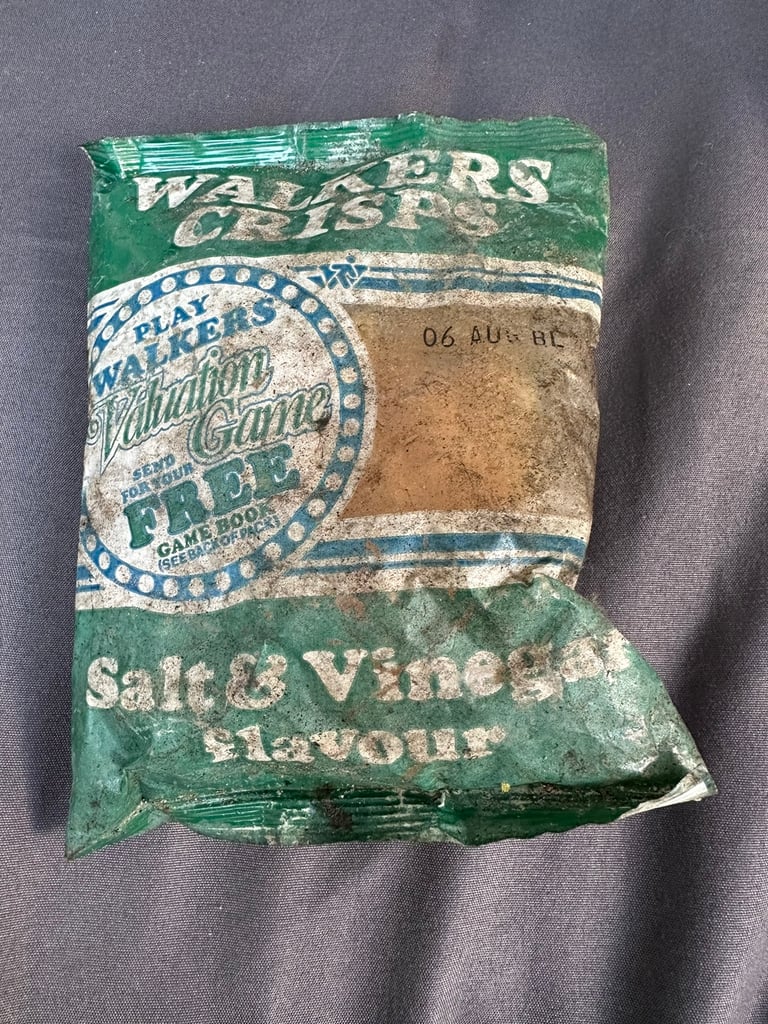 WALKERS
CRISPS
PLAY
WALKERS
Valuation
Game
SEND
FOR YOUR
FREE
GAME BOOK
(SEE BACK OF PACK)
06 AUG
Salt & Vinegar
flavour